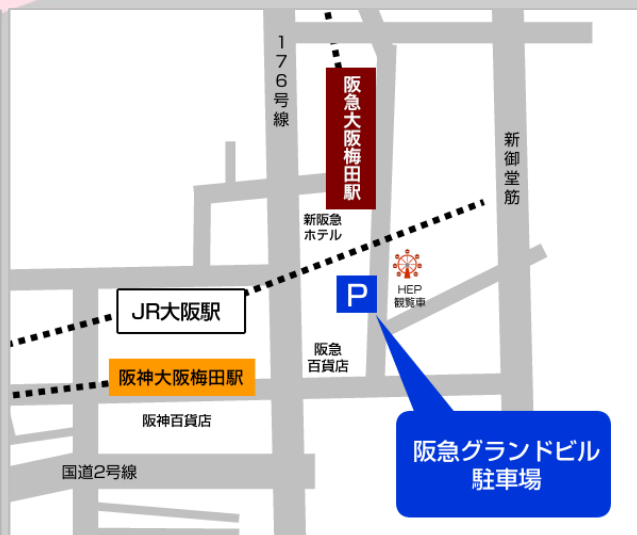 176号線
阪急大阪梅田駅
新御堂筋
新阪急
ホテル
HEP
観覧車
P
JR大阪駅
阪急
百貨店
阪神大阪梅田駅
阪神百貨店
阪急グランドビル
駐車場
国道2号線